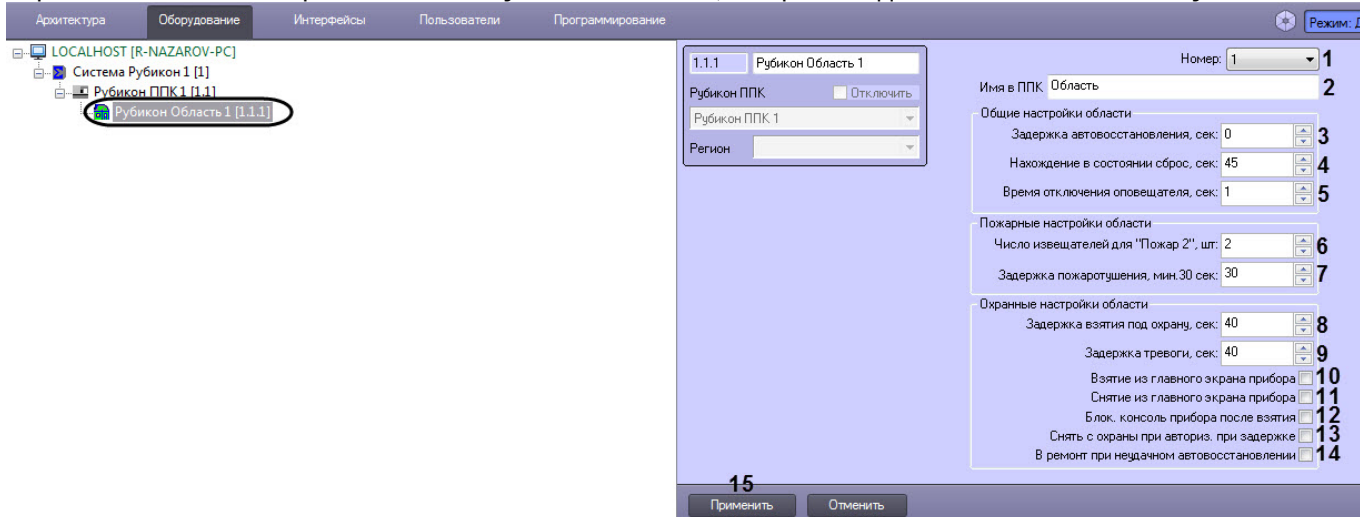 Архитектура Оборудование Интерфейсы Пользователи Программирование Режим: Д
LOCALHOST [R-NAZAROV-PC]
Система Рубикон 1 [1]
Рубикон ППК 1 [1.1]
Рубикон Область 1 [1.1.1]
1.1.1 Рубикон Область 1
Рубикон ППК Отключить
Рубикон ППК 1
Регион
Номер: 1 1
Имя в ППК Область 2
Общие настройки области
Задержка автовосстановления, сек: 0 3
Нахождение в состоянии сброс, сек: 45 4
Время отключения оповещателя, сек: 1 5
Пожарные настройки области
Число извещателей для "Пожар 2", шт: 2 6
Задержка пожаротушения, мин.30 сек: 30 7
Охранные настройки области
Задержка взятия под охрану, сек: 40 8
Задержка тревоги, сек: 40 9
Взятие из главного экрана прибора 10
Снятие из главного экрана прибора 11
Блок. консоль прибора после взятия 12
Снять с охраны при авториз. при задержке 13
В ремонт при неудачном автовосстановлении 14
15
Применить Отменить